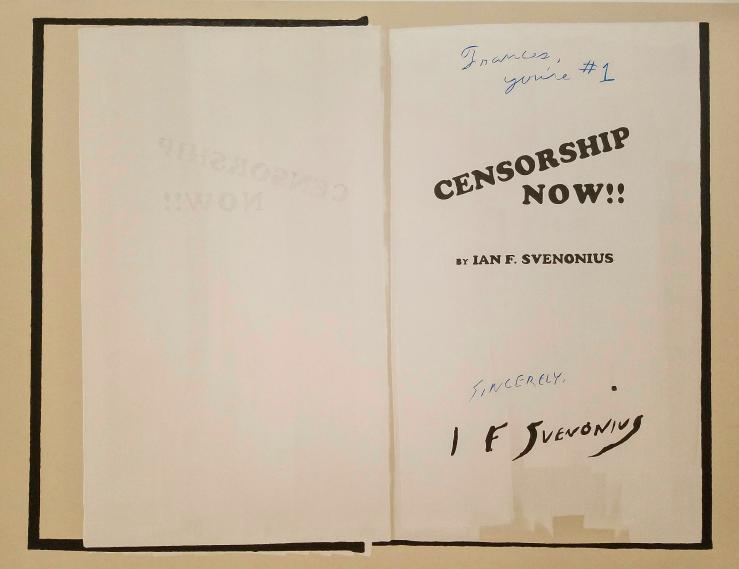 Frances,
you're #1
CENSORSHIP
NOW!!
BY IAN F. SVENONIUS
SINCERELY,
I F SVENONIUS